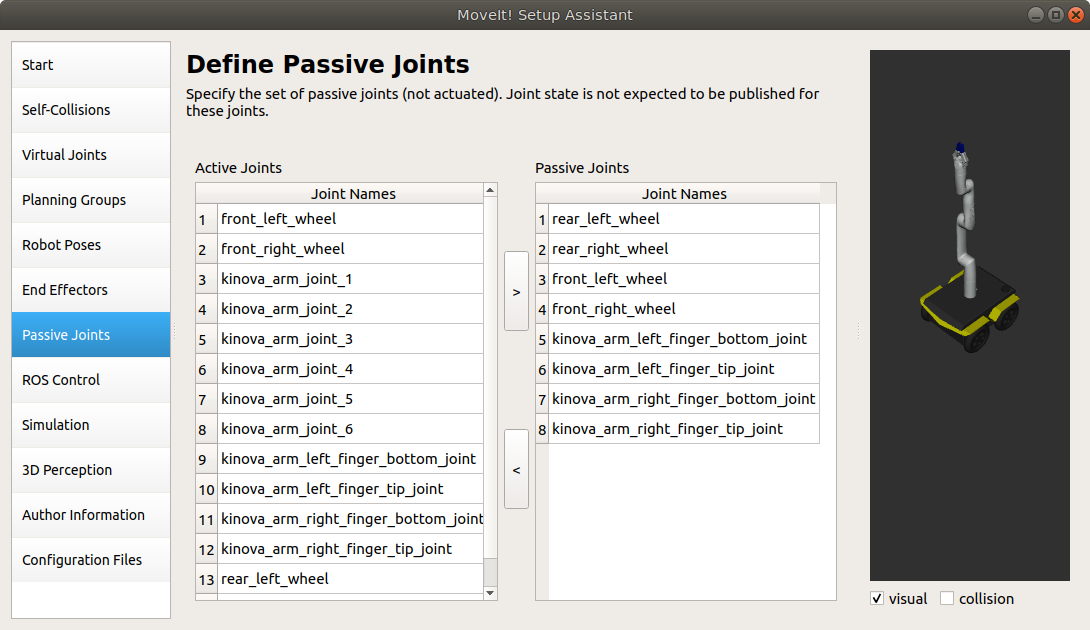 MoveIt! Setup Assistant
Start
Self-Collisions
Virtual Joints
Planning Groups
Robot Poses
End Effectors
Passive Joints
ROS Control
Simulation
3D Perception
Author Information
Configuration Files
Define Passive Joints
Specify the set of passive joints (not actuated). Joint state is not expected to be published for
these joints.
Active Joints
Joint Names
1 front_left_wheel
2 front_right_wheel
3 kinova_arm_joint_1
4 kinova_arm_joint_2
5 kinova_arm_joint_3
6 kinova_arm_joint_4
7 kinova_arm_joint_5
8 kinova_arm_joint_6
9 kinova_arm_left_finger_bottom_joint
10 kinova_arm_left_finger_tip_joint
11 kinova_arm_right_finger_bottom_joint
12 kinova_arm_right_finger_tip_joint
13 rear_left_wheel
>
<
Passive Joints
Joint Names
1 rear_left_wheel
2 rear_right_wheel
3 front_left_wheel
4 front_right_wheel
5 kinova_arm_left_finger_bottom_joint
6 kinova_arm_left_finger_tip_joint
7 kinova_arm_right_finger_bottom_joint
8 kinova_arm_right_finger_tip_joint
visual
collision